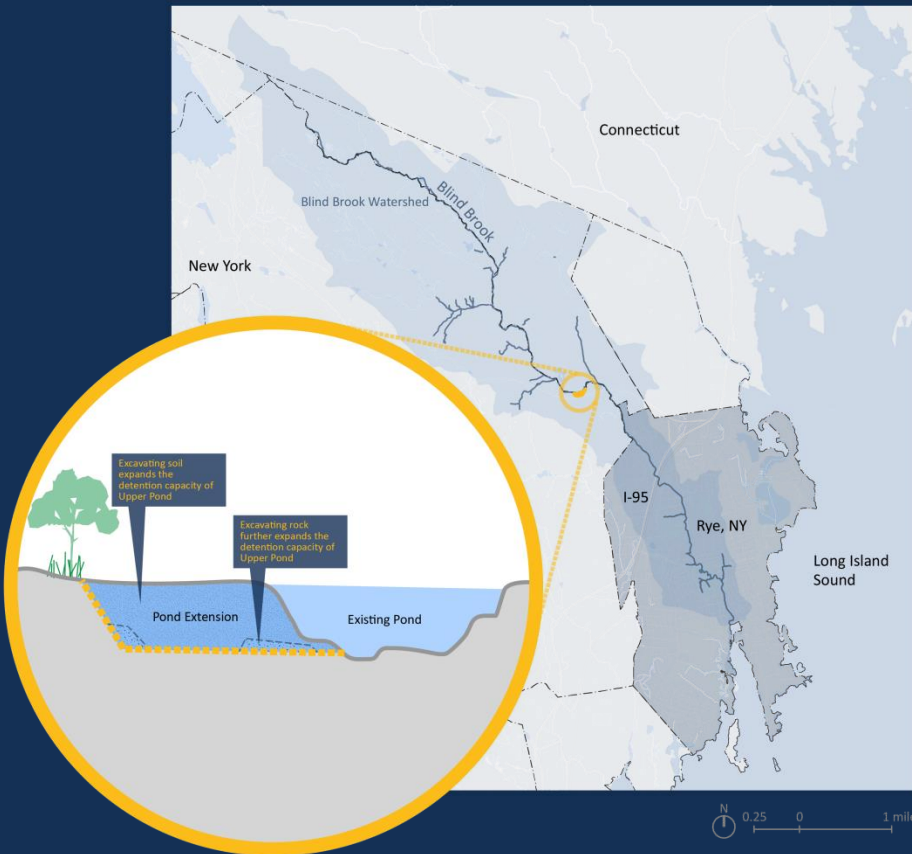 Connecticut
Blind Brook Watershed
Blind Brook
New York
Excavating soil
expands the
detention capacity of
Upper Pond
Excavating rock
further expands the
detention capacity of
Upper Pond
I-95
Rye, NY
Long Island
Sound
Pond Extension
Existing Pond
N
0.25 0 1 mile